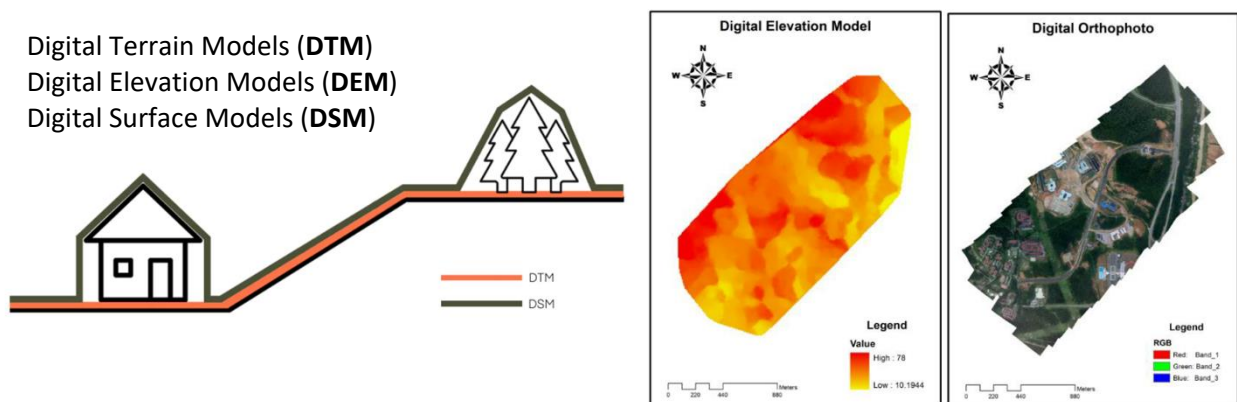 Digital Terrain Models (DTM)
Digital Elevation Models (DEM)
Digital Surface Models (DSM)
DTM
DSM
Digital Elevation Model
N
W E
S
Legend
Value
High : 78
Low : 10.1944
Meters
0 220 440 880
Digital Orthophoto
N
W E
S
Legend
RGB
Red: Band_1
Green: Band_2
Blue: Band_3
Meters
0 220 440 880